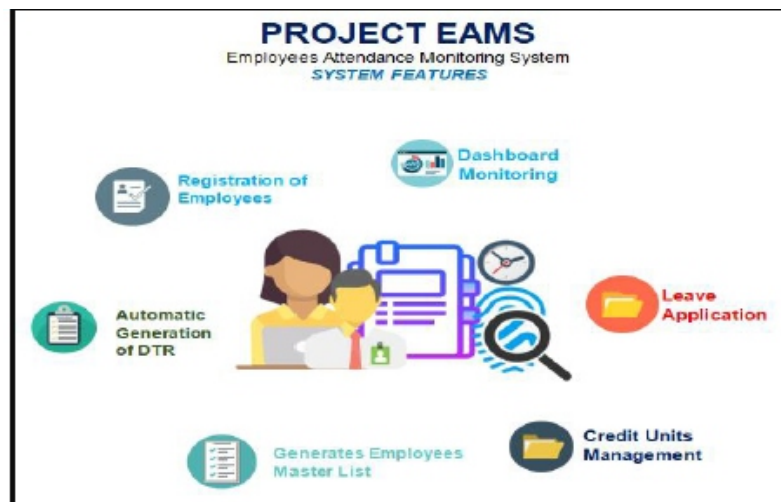 PROJECT EAMS
Employees Attendance Monitoring System
SYSTEM FEATURES
Dashboard
Monitoring
Registration of
Employees
Leave
Application
Automatic
Generation
of DTR
Credit Units
Management
Generates Employees
Master List